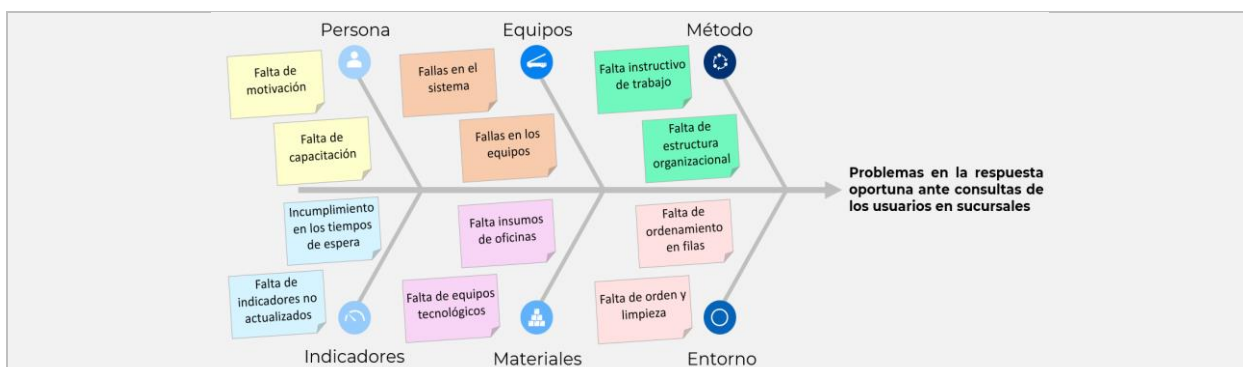 Persona
Equipos
Método
Falta de
motivación
Fallas en el
sistema
Falta instructivo
de trabajo
Falta de
capacitación
Fallas en los
equipos
Falta de
estructura
organizacional
Problemas en la respuesta
oportuna ante consultas de
los usuarios en sucursales
Incumplimiento
en los tiempos
de espera
Falta insumos
de oficinas
Falta de
ordenamiento
en filas
Falta de
indicadores no
actualizados
Falta de equipos
tecnológicos
Falta de orden y
limpieza
Indicadores
Materiales
Entorno